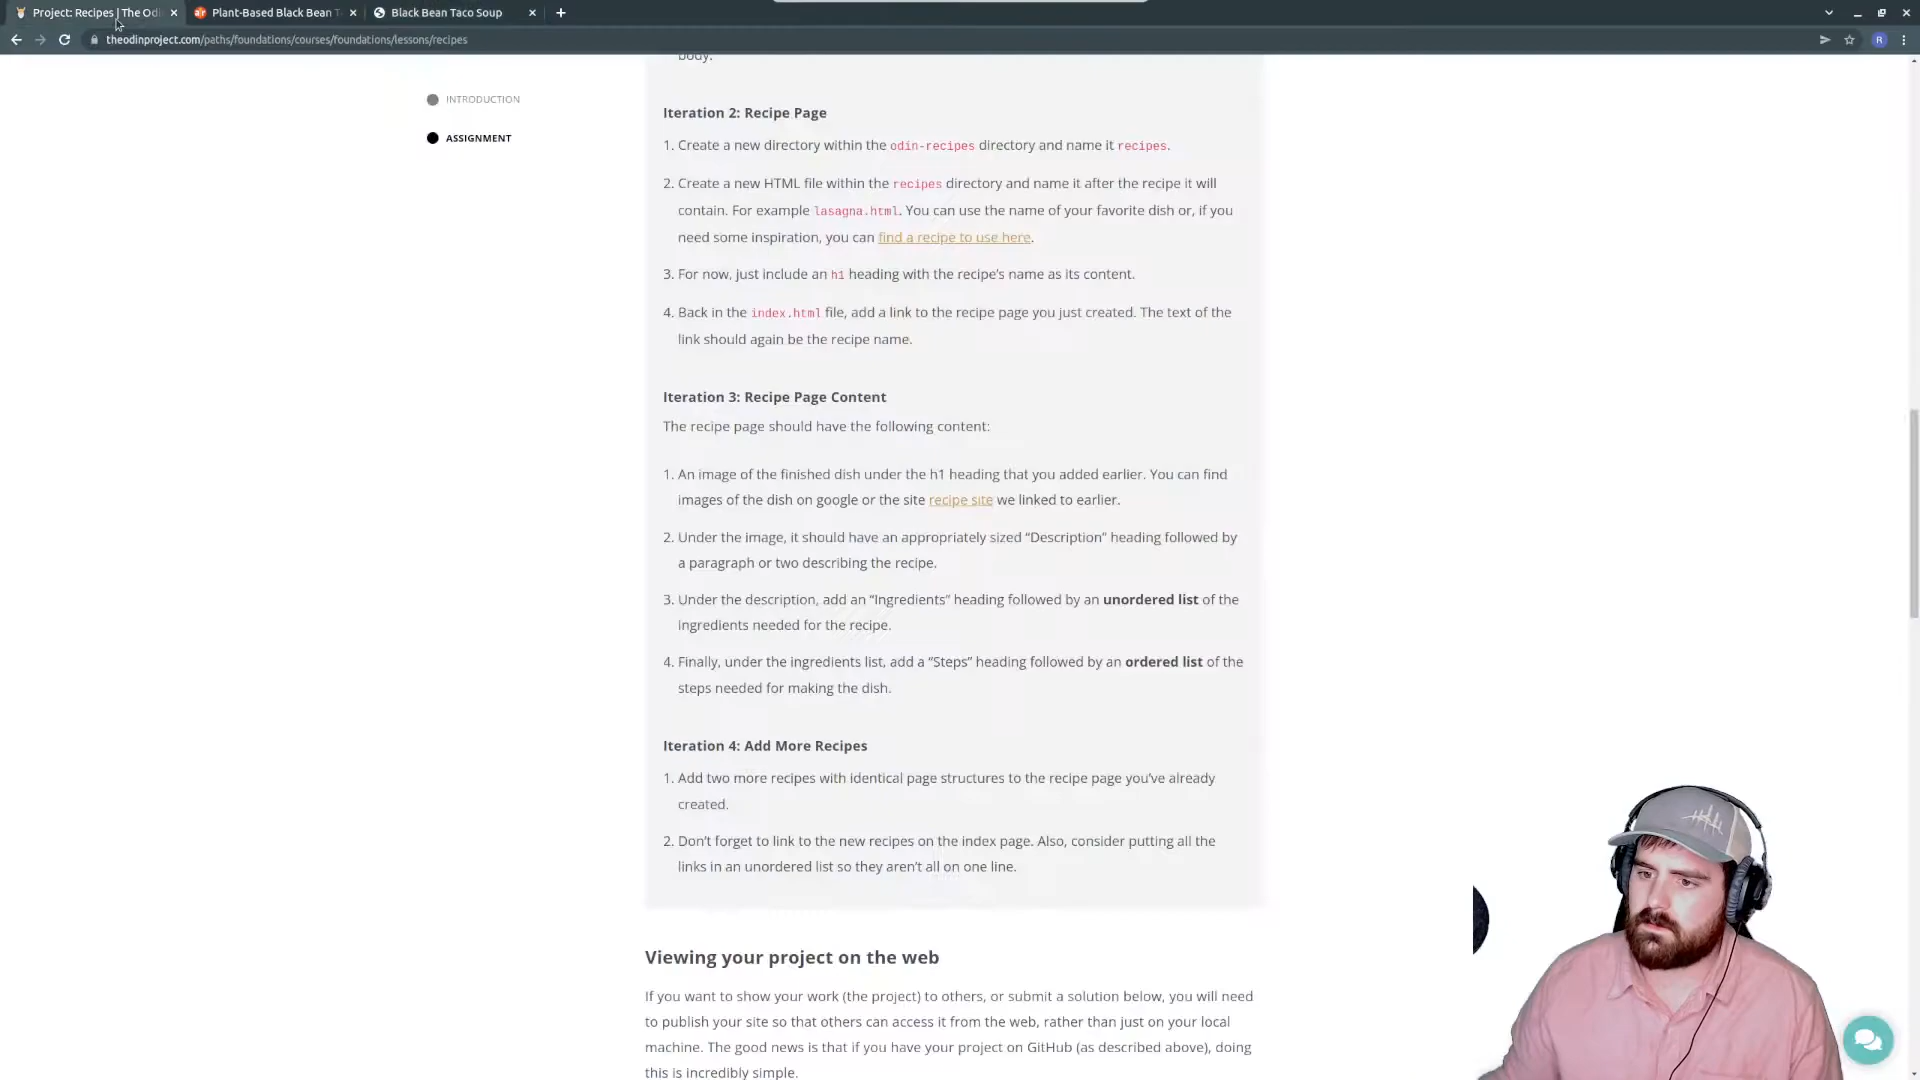 Project: Recipes | The Odi
Plant-Based Black Bean T
Black Bean Taco Soup
theodinproject.com/paths/foundations/courses/foundations/lessons/recipes
R
body.
INTRODUCTION
ASSIGNMENT
Iteration 2: Recipe Page
1. Create a new directory within the odin-recipes directory and name it recipes.
2. Create a new HTML file within the recipes directory and name it after the recipe it will
contain. For example lasagna.html. You can use the name of your favorite dish or, if you
need some inspiration, you can find a recipe to use here.
3. For now, just include an h1 heading with the recipe’s name as its content.
4. Back in the index.html file, add a link to the recipe page you just created. The text of the
link should again be the recipe name.
Iteration 3: Recipe Page Content
The recipe page should have the following content:
1. An image of the finished dish under the h1 heading that you added earlier. You can find
images of the dish on google or the site recipe site we linked to earlier.
2. Under the image, it should have an appropriately sized “Description” heading followed by
a paragraph or two describing the recipe.
3. Under the description, add an “Ingredients” heading followed by an unordered list of the
ingredients needed for the recipe.
4. Finally, under the ingredients list, add a “Steps” heading followed by an ordered list of the
steps needed for making the dish.
Iteration 4: Add More Recipes
1. Add two more recipes with identical page structures to the recipe page you’ve already
created.
2. Don’t forget to link to the new recipes on the index page. Also, consider putting all the
links in an unordered list so they aren’t all on one line.
Viewing your project on the web
If you want to show your work (the project) to others, or submit a solution below, you will need
to publish your site so that others can access it from the web, rather than just on your local
machine. The good news is that if you have your project on GitHub (as described above), doing
this is incredibly simple.